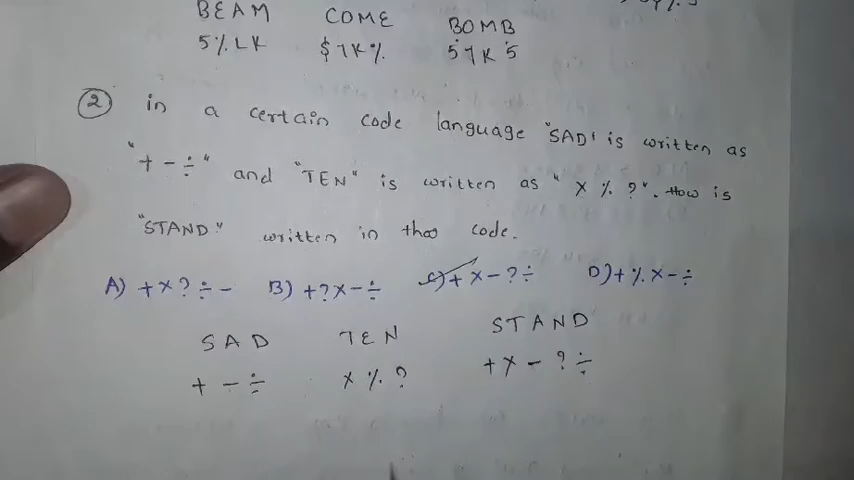 BEAM COME BOMB
5%LK $7K% 57K5
② in a certain code language "SAD" is written as
"+-÷" and "TEN" is written as "×%?". How is
"STAND" written in code.
A) +×?÷- B) +?×-÷ C) +×-?÷ D) +%×-÷
SAD TEN STAND
+-÷ ×%? +×-?÷